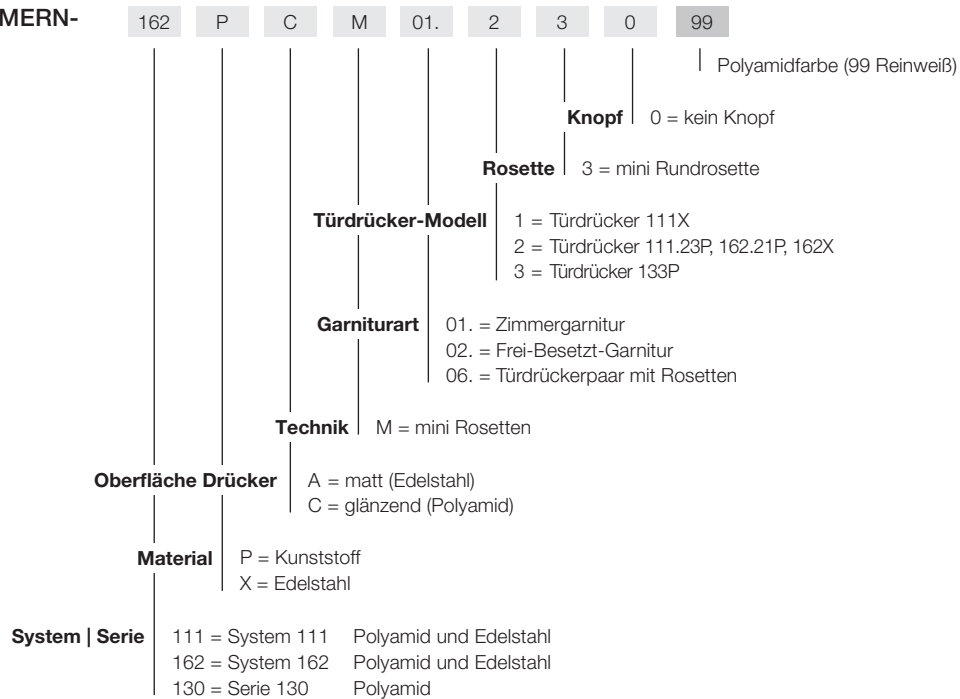 MERN-
162 P C M 01. 2 3 0 99
Polyamidfarbe (99 Reinweiß)
Knopf 0 = kein Knopf
Rosette 3 = mini Rundrosette
Türdrücker-Modell 1 = Türdrücker 111X
2 = Türdrücker 111.23P, 162.21P, 162X
3 = Türdrücker 133P
Garniturart 01. = Zimmergarnitur
02. = Frei-Besetzt-Garnitur
06. = Türdrückerpaar mit Rosetten
Technik M = mini Rosetten
Oberfläche Drücker A = matt (Edelstahl)
C = glänzend (Polyamid)
Material P = Kunststoff
X = Edelstahl
System | Serie 111 = System 111 Polyamid und Edelstahl
162 = System 162 Polyamid und Edelstahl
130 = Serie 130 Polyamid